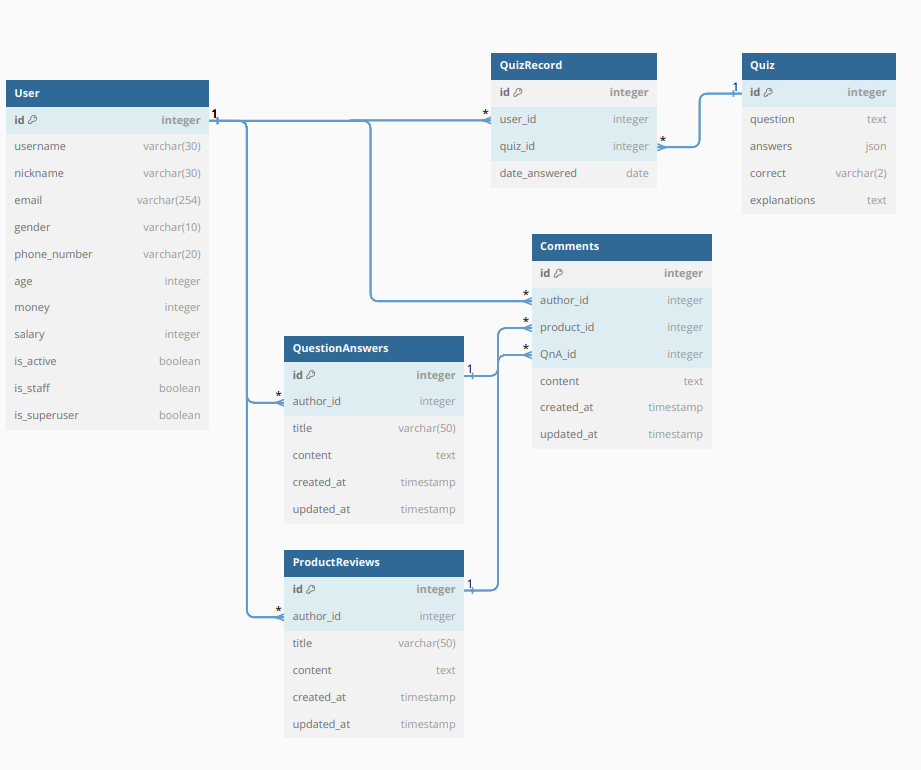 User
id integer
username varchar(30)
nickname varchar(30)
email varchar(254)
gender varchar(10)
phone_number varchar(20)
age integer
money integer
salary integer
is_active boolean
is_staff boolean
is_superuser boolean
1
*
QuizRecord
id integer
user_id integer
quiz_id integer
date_answered date
*
1
Quiz
id integer
question text
answers json
correct varchar(2)
explanations text
Comments
id integer
* author_id integer
* product_id integer
* QnA_id integer
content text
created_at timestamp
updated_at timestamp
QuestionAnswers
id integer 1
* author_id integer
title varchar(50)
content text
created_at timestamp
updated_at timestamp
ProductReviews
id integer 1
* author_id integer
title varchar(50)
content text
created_at timestamp
updated_at timestamp